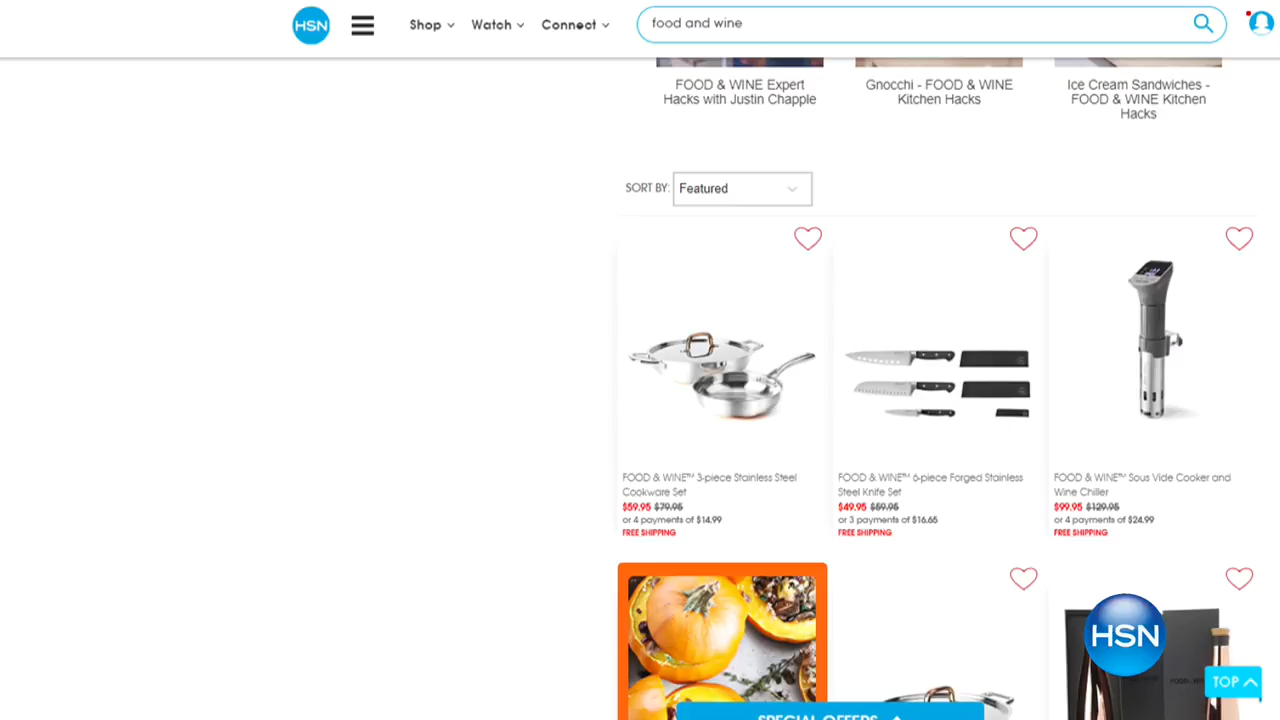 HSN
Shop
Watch
Connect
food and wine
FOOD & WINE Expert
Hacks with Justin Chapple
Gnocchi - FOOD & WINE
Kitchen Hacks
Ice Cream Sandwiches -
FOOD & WINE Kitchen
Hacks
SORT BY: Featured
FOOD & WINE™ 3-piece Stainless Steel
Cookware Set
$59.95 $79.95
or 4 payments of $14.99
FREE SHIPPING
FOOD & WINE™ 6-piece Forged Stainless
Steel Knife Set
$49.95 $59.95
or 3 payments of $16.65
FREE SHIPPING
FOOD & WINE™ Sous Vide Cooker and
Wine Chiller
$99.95 $129.95
or 4 payments of $24.99
FREE SHIPPING
HSN
TOP
SPECIAL OFFERS